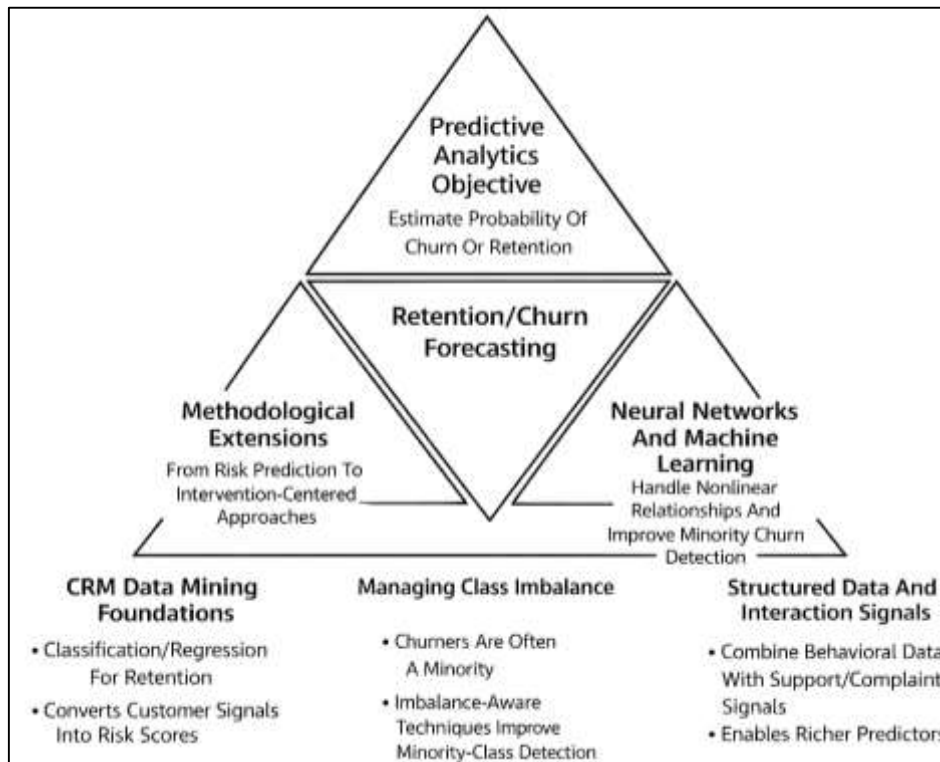 Predictive
Analytics
Objective
Estimate Probability Of
Churn Or Retention
Retention/Churn
Forecasting
Methodological
Extensions
From Risk Prediction To
Intervention-Centered
Approaches
Neural Networks
And Machine
Learning
Handle Nonlinear
Relationships And
Improve Minority Churn
Detection
CRM Data Mining
Foundations
• Classification/Regression
For Retention
• Converts Customer Signals
Into Risk Scores
Managing Class Imbalance
• Churners Are Often
A Minority
• Imbalance-Aware
Techniques Improve
Minority-Class Detection
Structured Data And
Interaction Signals
• Combine Behavioral Data
With Support/Complaint
Signals
• Enables Richer Predictors